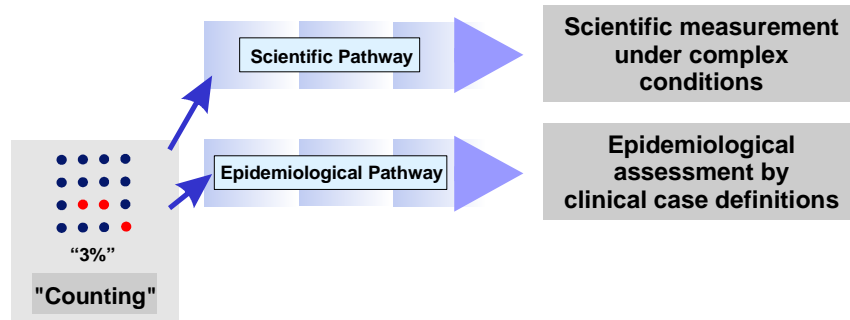 Scientific Pathway
Scientific measurement
under complex
conditions
Epidemiological Pathway
Epidemiological
assessment by
clinical case definitions
“3%”
"Counting"